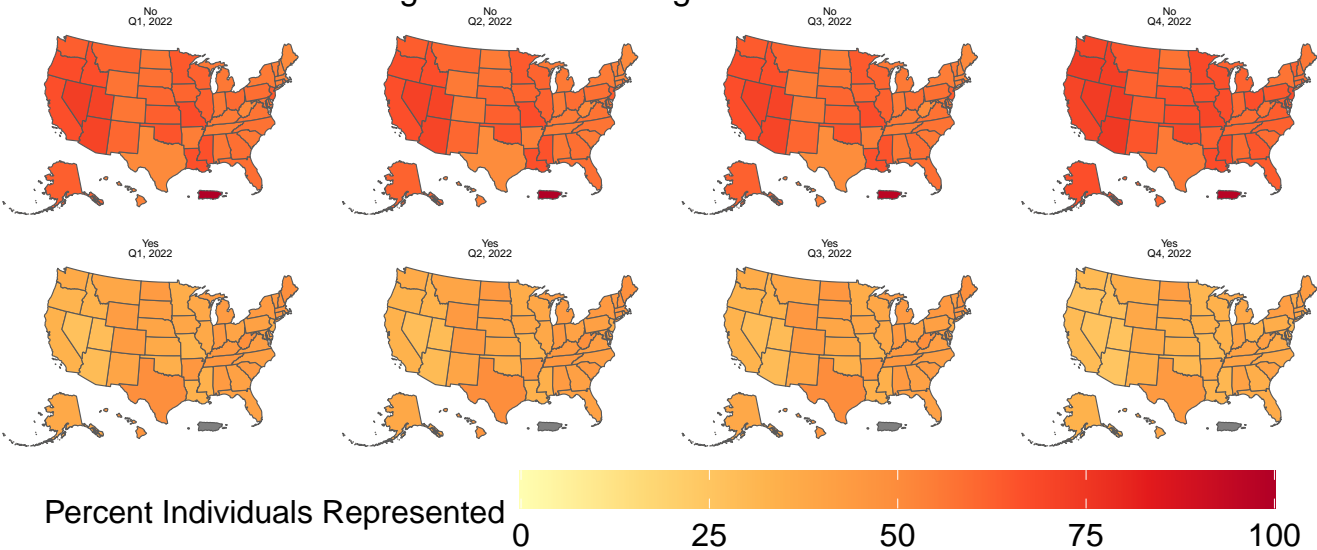 No
Q1, 2022
No
Q2, 2022
No
Q3, 2022
No
Q4, 2022
Yes
Q1, 2022
Yes
Q2, 2022
Yes
Q3, 2022
Yes
Q4, 2022
Percent Individuals Represented
0 25 50 75 100